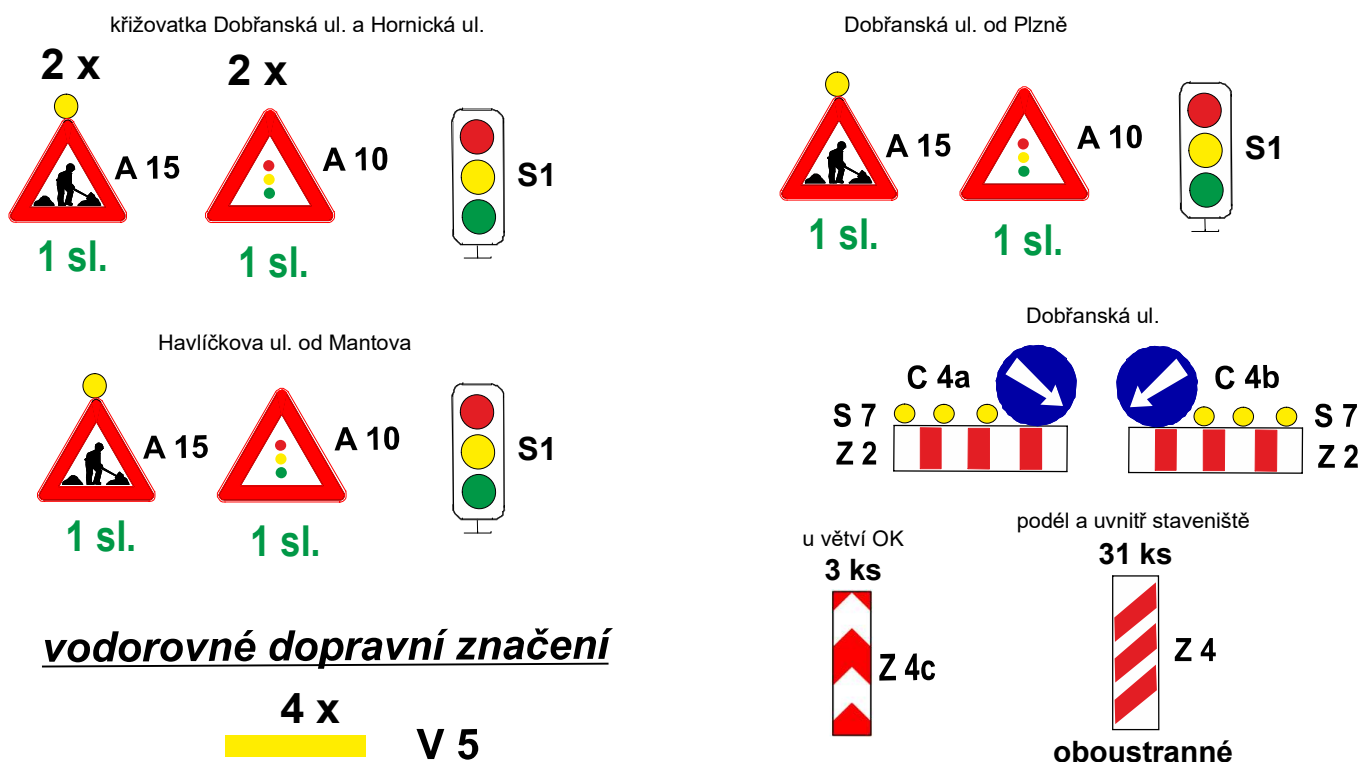 křižovatka Dobřanská ul. a Hornická ul.
2 x
2 x
A 15
A 10
S1
1 sl.
1 sl.
Dobřanská ul. od Plzně
A 15
A 10
S1
1 sl.
1 sl.
Havlíčkova ul. od Mantova
A 15
A 10
S1
1 sl.
1 sl.
Dobřanská ul.
C 4a
C 4b
S 7
S 7
Z 2
Z 2
u větví OK
3 ks
Z 4c
podél a uvnitř staveniště
31 ks
Z 4
oboustranné
vodorovné dopravní značení
4 x
V 5